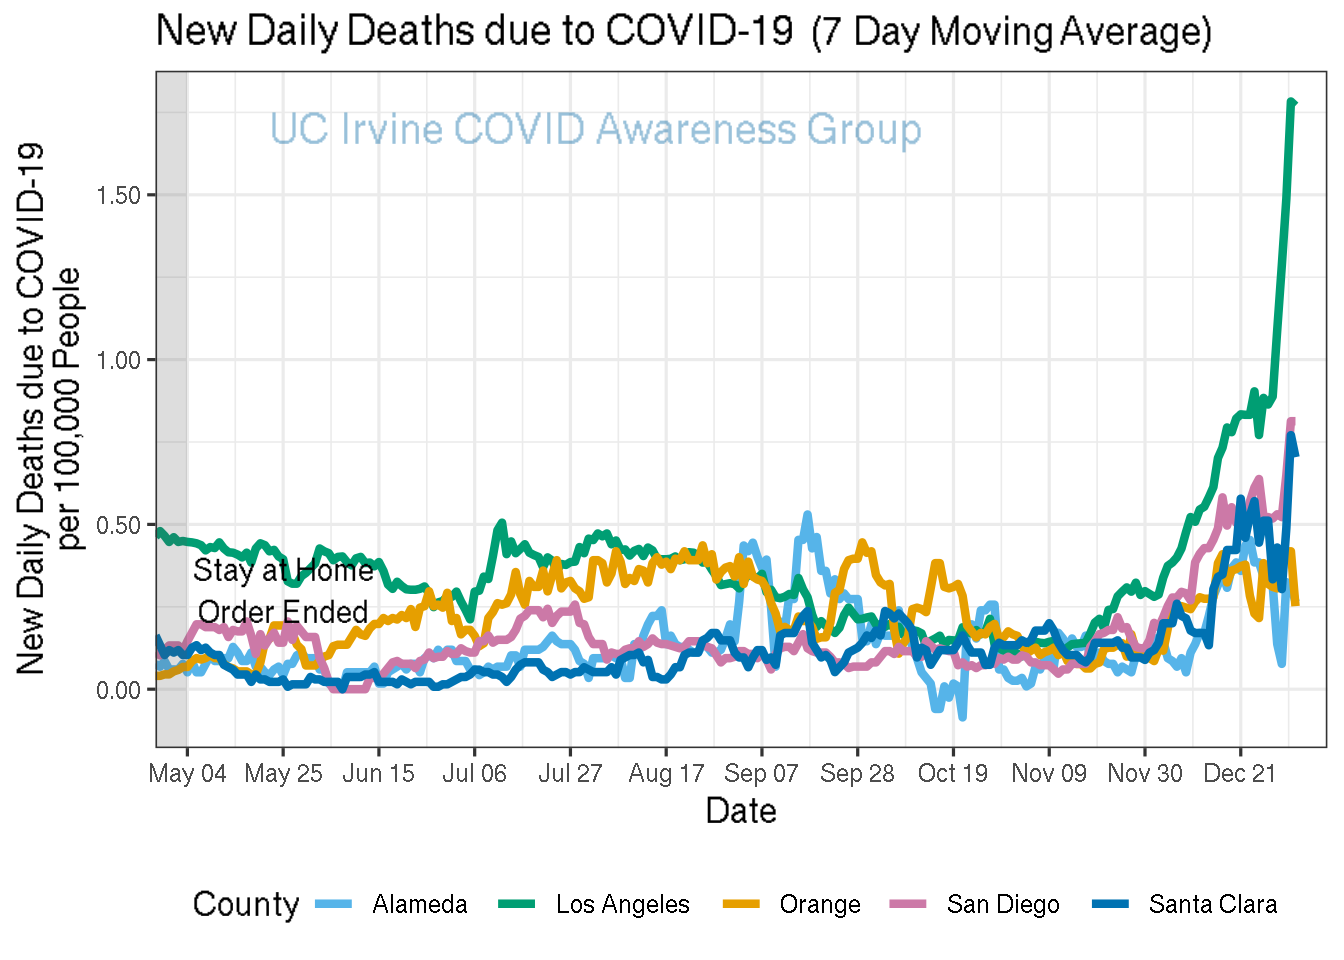 New Daily Deaths due to COVID-19 (7 Day Moving Average)
UC Irvine COVID Awareness Group
New Daily Deaths due to COVID-19
per 100,000 People
1.50
1.00
0.50
0.00
Stay at Home
Order Ended
May 04 May 25 Jun 15 Jul 06 Jul 27 Aug 17 Sep 07 Sep 28 Oct 19 Nov 09 Nov 30 Dec 21
Date
County Alameda Los Angeles Orange San Diego Santa Clara